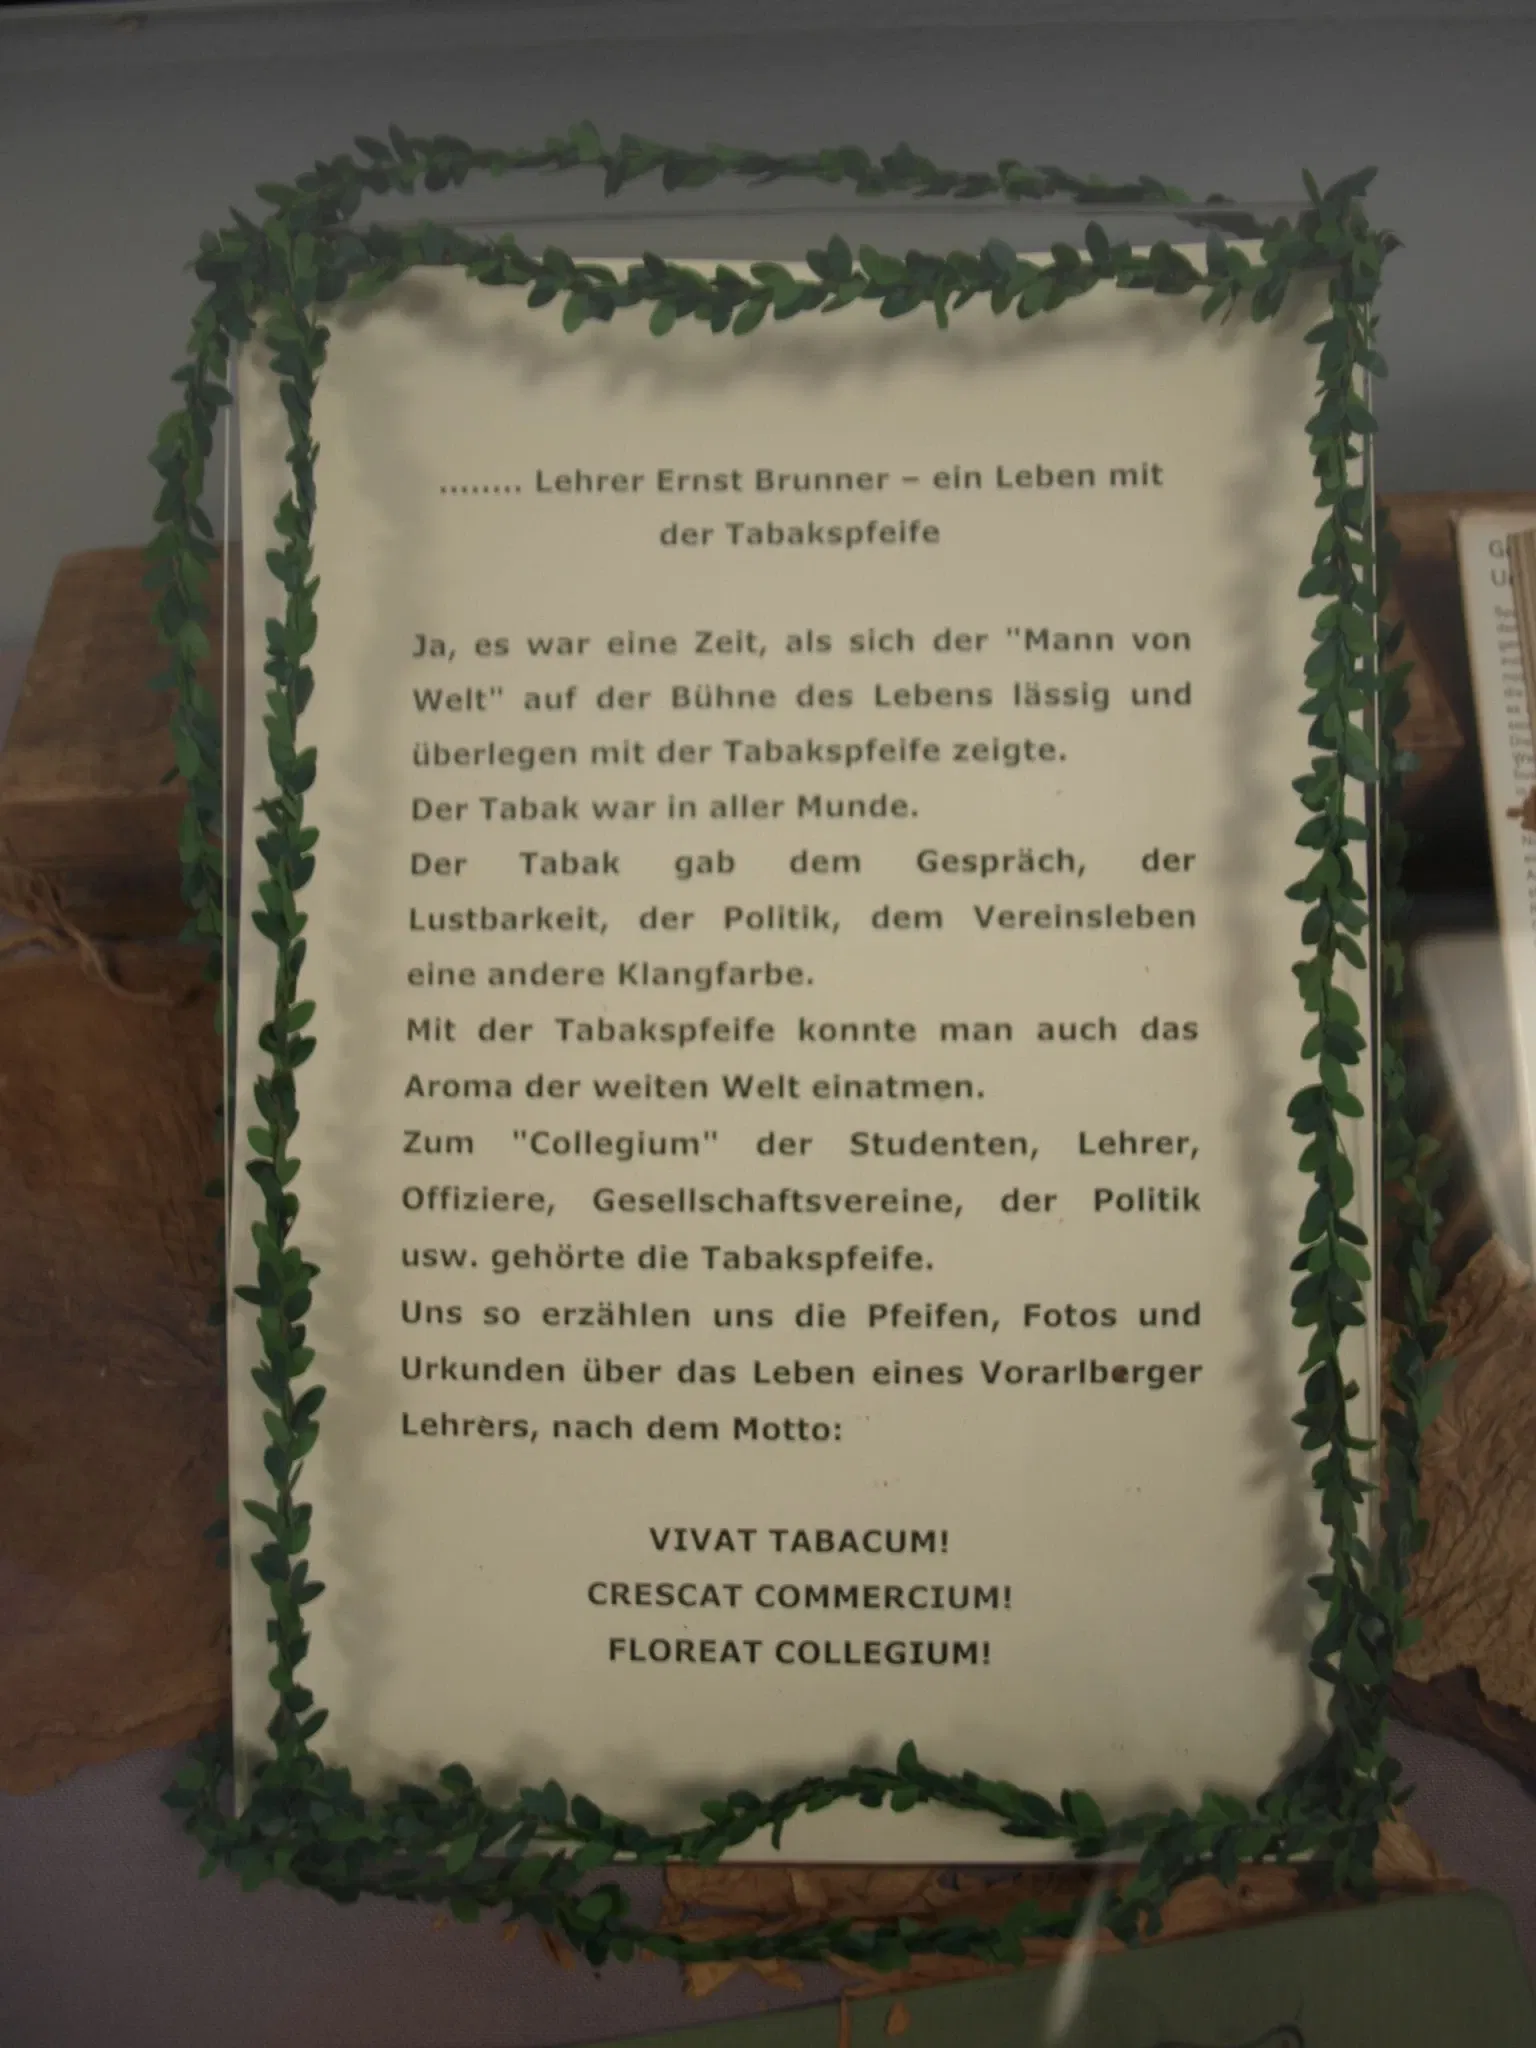 ........ Lehrer Ernst Brunner – ein Leben mit
der Tabakspfeife
Ja, es war eine Zeit, als sich der "Mann von
Welt" auf der Bühne des Lebens lässig und
überlegen mit der Tabakspfeife zeigte.
Der Tabak war in aller Munde.
Der Tabak gab dem Gespräch, der
Lustbarkeit, der Politik, dem Vereinsleben
eine andere Klangfarbe.
Mit der Tabakspfeife konnte man auch das
Aroma der weiten Welt einatmen.
Zum "Collegium" der Studenten, Lehrer,
Offiziere, Gesellschaftsvereine, der Politik
usw. gehörte die Tabakspfeife.
Uns so erzählen uns die Pfeifen, Fotos und
Urkunden über das Leben eines Vorarlberger
Lehrers, nach dem Motto:
VIVAT TABACUM!
CRESCAT COMMERCIUM!
FLOREAT COLLEGIUM!